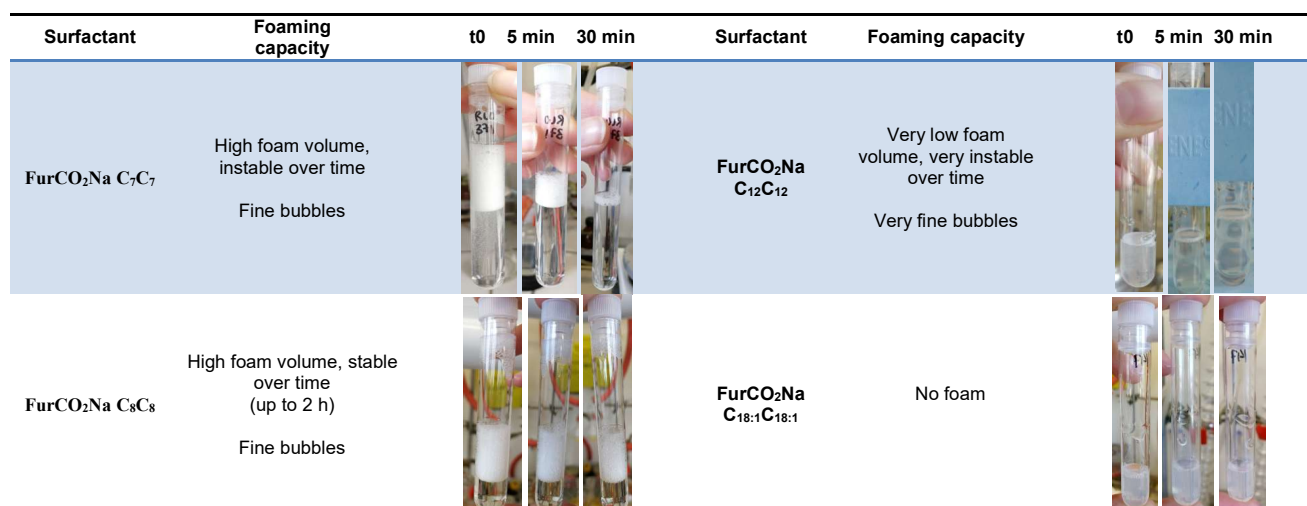 Surfactant Foaming capacity t0 5 min 30 min Surfactant Foaming capacity t0 5 min 30 min
FurCO₂Na C₇C₇
High foam volume,
instable over time
Fine bubbles
FurCO₂Na
C₁₂C₁₂
Very low foam
volume, very instable
over time
Very fine bubbles
FurCO₂Na C₈C₈
High foam volume, stable
over time
(up to 2 h)
Fine bubbles
FurCO₂Na
C₁₈:₁C₁₈:₁
No foam